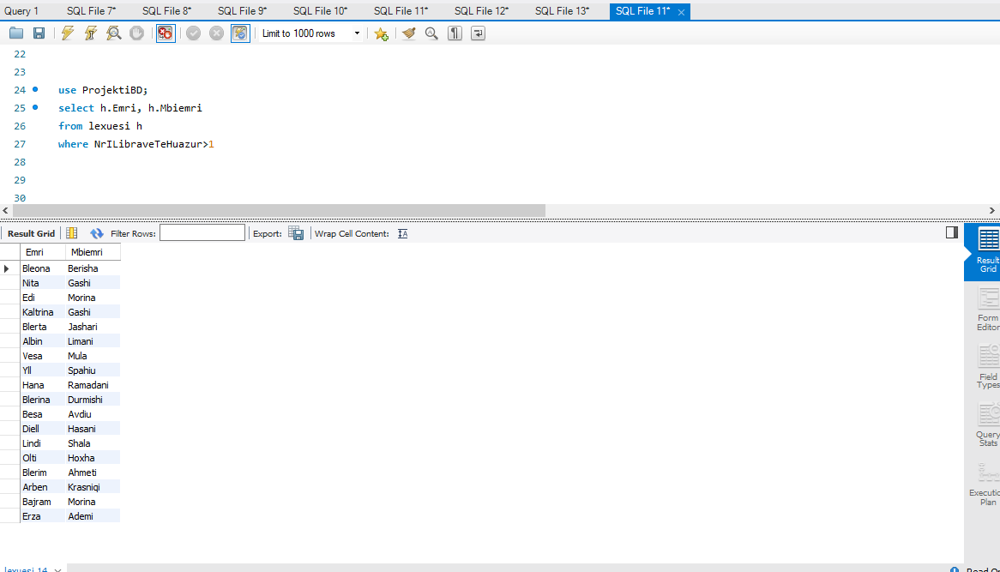 Query 1 SQL File 7* SQL File 8* SQL File 9* SQL File 10* SQL File 11* SQL File 12* SQL File 13* SQL File 11*
Limit to 1000 rows
22
23
24 use ProjektiBD;
25 select h.Emri, h.Mbiemri
26 from lexuesi h
27 where NrILibraveTeHuazur>1
28
29
30
Result Grid Filter Rows: Export: Wrap Cell Content:
Emri Mbiemri
Bleona Berisha
Nita Gashi
Edi Morina
Kaltrina Gashi
Blerta Jashari
Albin Limani
Vesa Mula
Yll Spahiu
Hana Ramadani
Blerina Durmishi
Besa Avdiu
Diell Hasani
Lindi Shala
Olti Hoxha
Blerim Ahmeti
Arben Krasniqi
Bajram Morina
Erza Ademi
Result
Grid
Form
Editor
Field
Types
Query
Stats
Executio
Plan
lexuesi 14 Read O